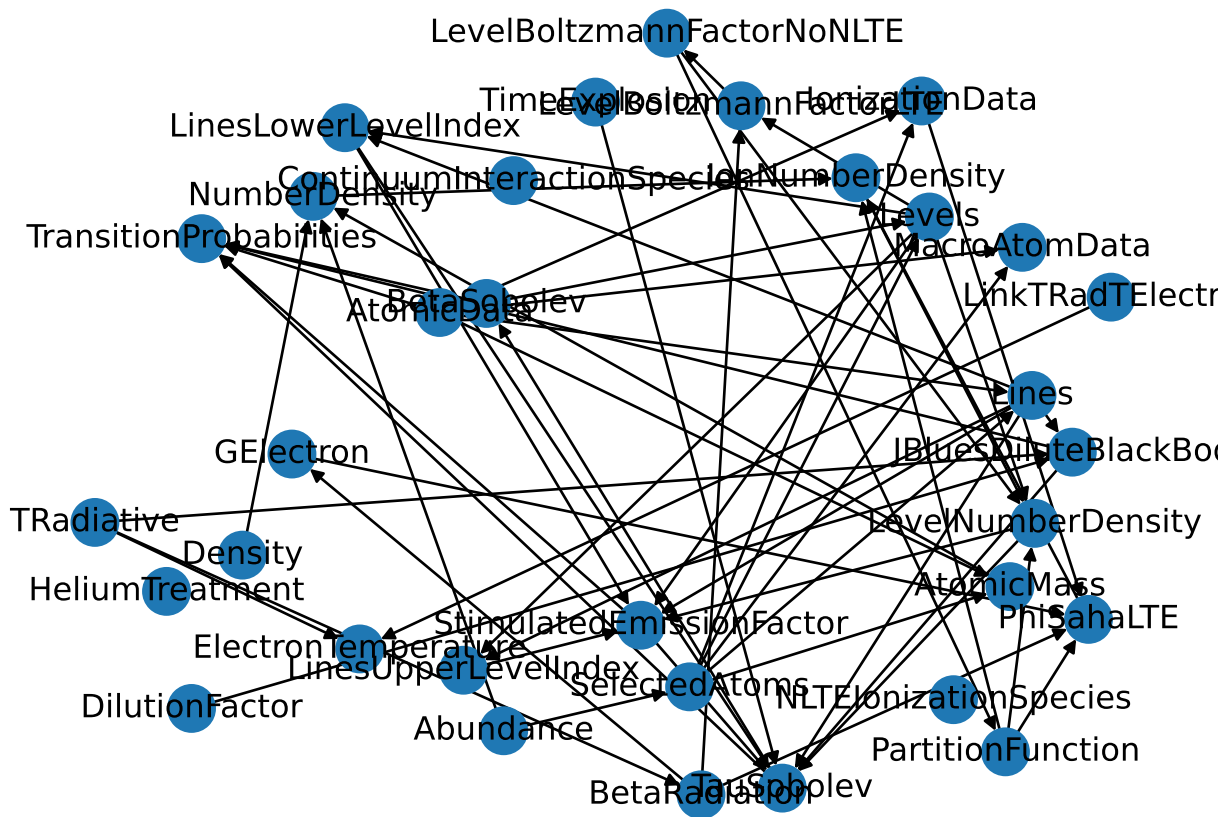 LevelBoltzmannFactorNoNLTE
TimeExplosion
LevelBoltzmannFactorLTE
IonizationData
LinesLowerLevelIndex
ContinuumInteractionSpecies
IonNumberDensity
NumberDensity
Levels
TransitionProbabilities
MacroAtomData
BetaSobolev
LinkTRadTElectr
AtomicData
Lines
GElectron
JBluesDiluteBlackBod
TRadiative
LevelNumberDensity
Density
HeliumTreatment
AtomicMass
PhiSahaLTE
StimulatedEmissionFactor
ElectronTemperature
LinesUpperLevelIndex
SelectedAtoms
NLTEIonizationSpecies
DilutionFactor
Abundance
PartitionFunction
BetaRadiation
TauSobolev